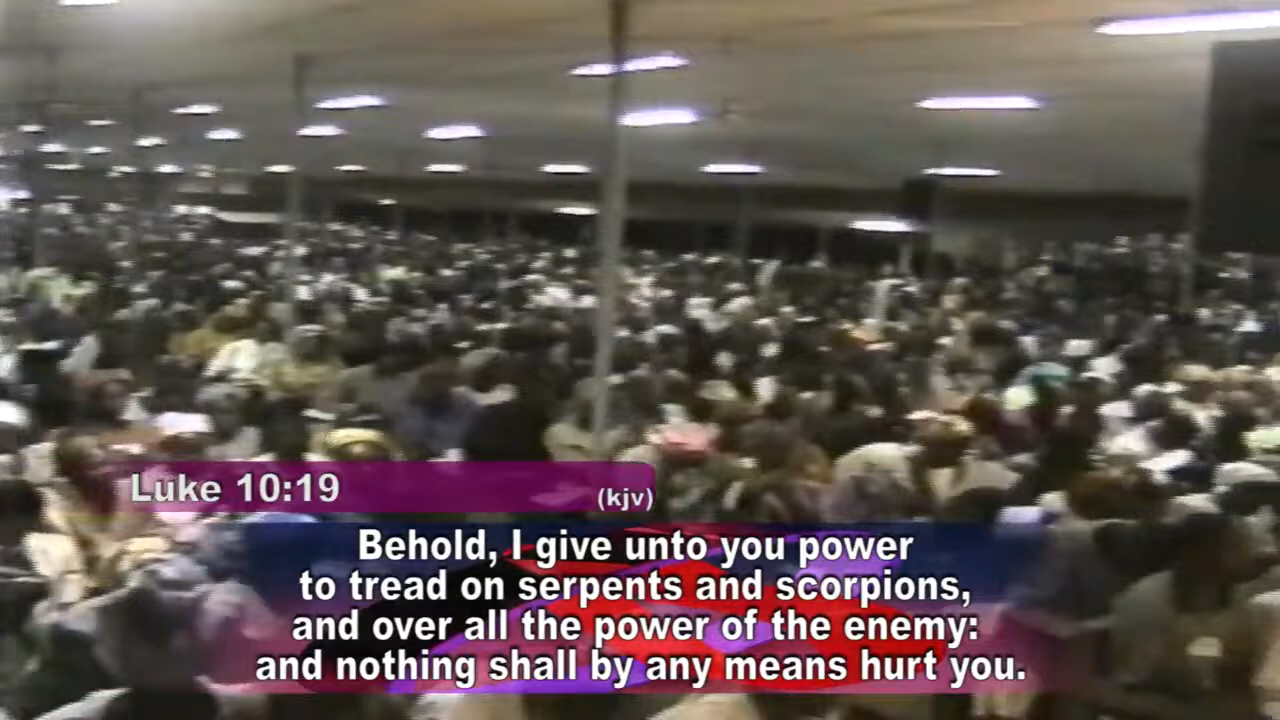 Luke 10:19 (kjv)
Behold, I give unto you power
to tread on serpents and scorpions,
and over all the power of the enemy:
and nothing shall by any means hurt you.